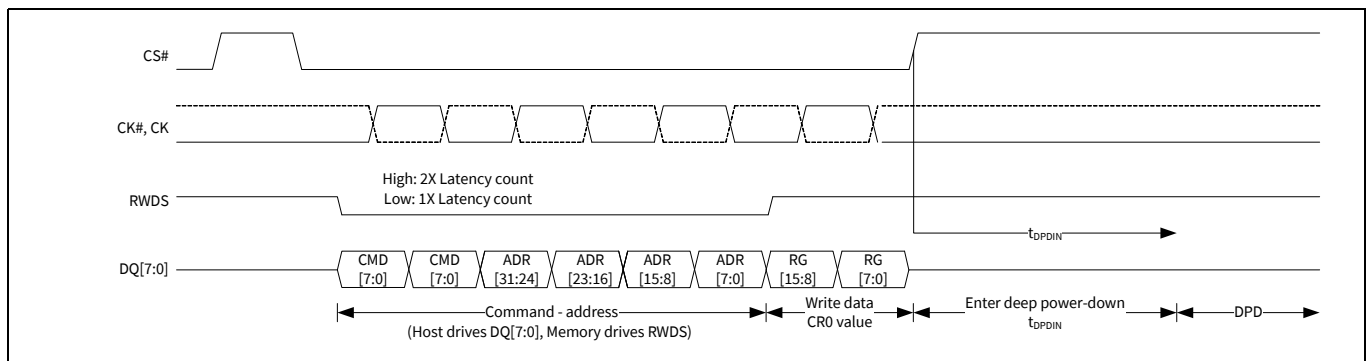 CS#
CK#, CK
High: 2X Latency count
Low: 1X Latency count
RWDS
t_DPDIN
DQ[7:0]
CMD [7:0]
CMD [7:0]
ADR [31:24]
ADR [23:16]
ADR [15:8]
ADR [7:0]
RG [15:8]
RG [7:0]
Command - address
(Host drives DQ[7:0], Memory drives RWDS)
Write data
CR0 value
Enter deep power-down
t_DPDIN
DPD